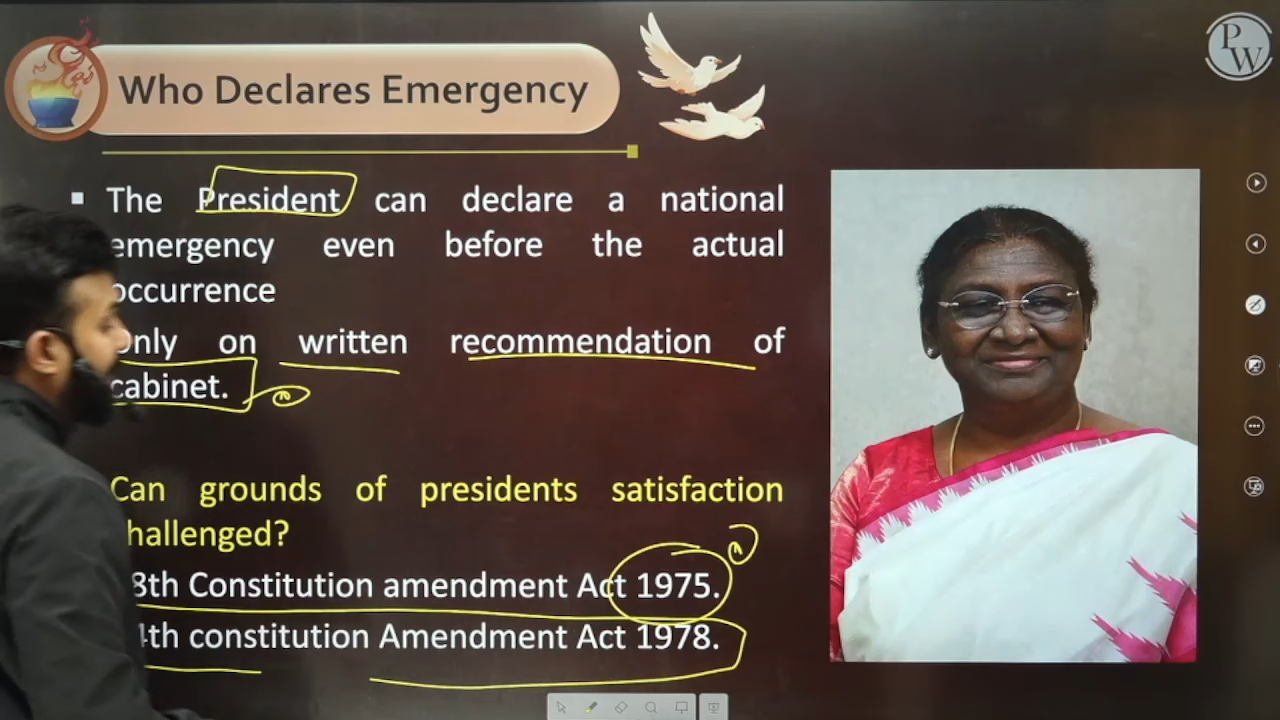 PW
Who Declares Emergency
The President can declare a national
emergency even before the actual
occurrence
Only on written recommendation of
cabinet.
Can grounds of presidents satisfaction
hallenged?
8th Constitution amendment Act 1975.
4th constitution Amendment Act 1978.